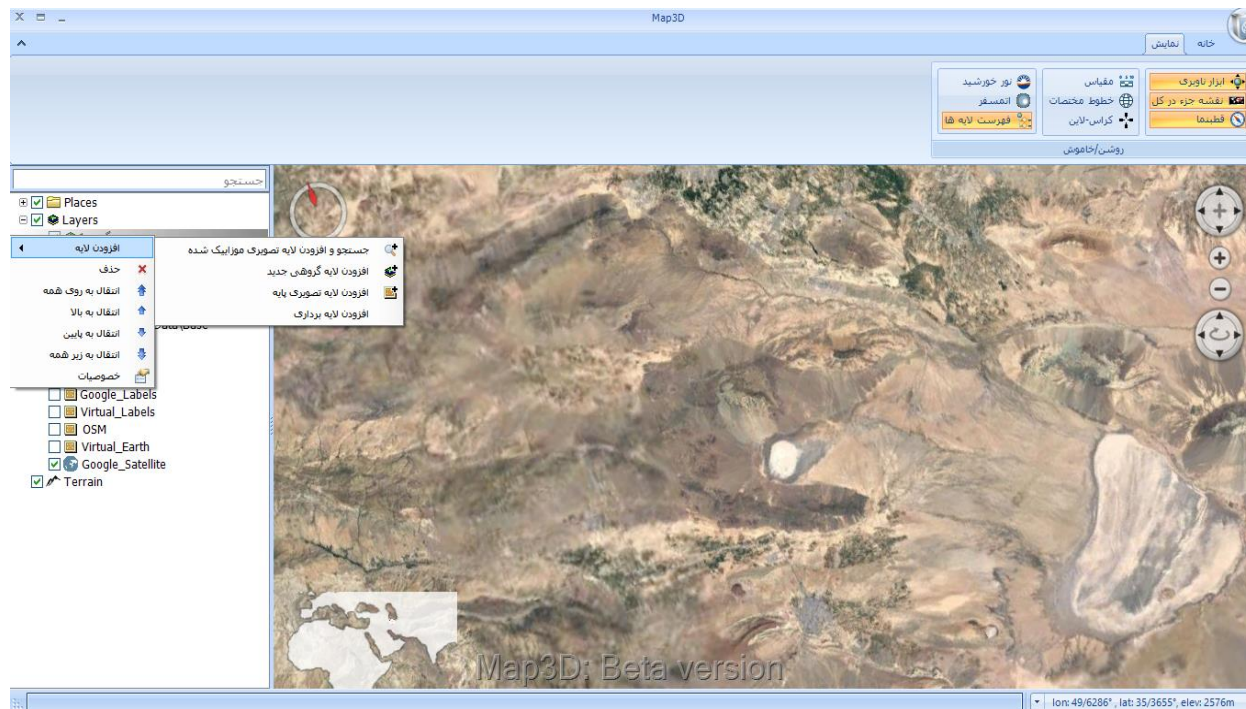 Map3D
خانه
نمایش
ابزار ناوبری
نقشه جزء در کل
قطبنما
مقیاس
خطوط مختصات
کراس-لاین
نور خورشید
اتمسفر
فهرست لایه ها
روشن/خاموش
جستجو
Places
Layers
افزودن لایه
حذف
انتقال به روی همه
انتقال به بالا
انتقال به پایین
انتقال به زیر همه
خصوصیات
جستجو و افزودن لایه تصویری موزاییک شده
افزودن لایه گروهی جدید
افزودن لایه تصویری پایه
افزودن لایه برداری
Google_Labels
Virtual_Labels
OSM
Virtual_Earth
Google_Satellite
Terrain
Map3D: Beta version
lon: 49/6286° , lat: 35/3655°, elev: 2576m